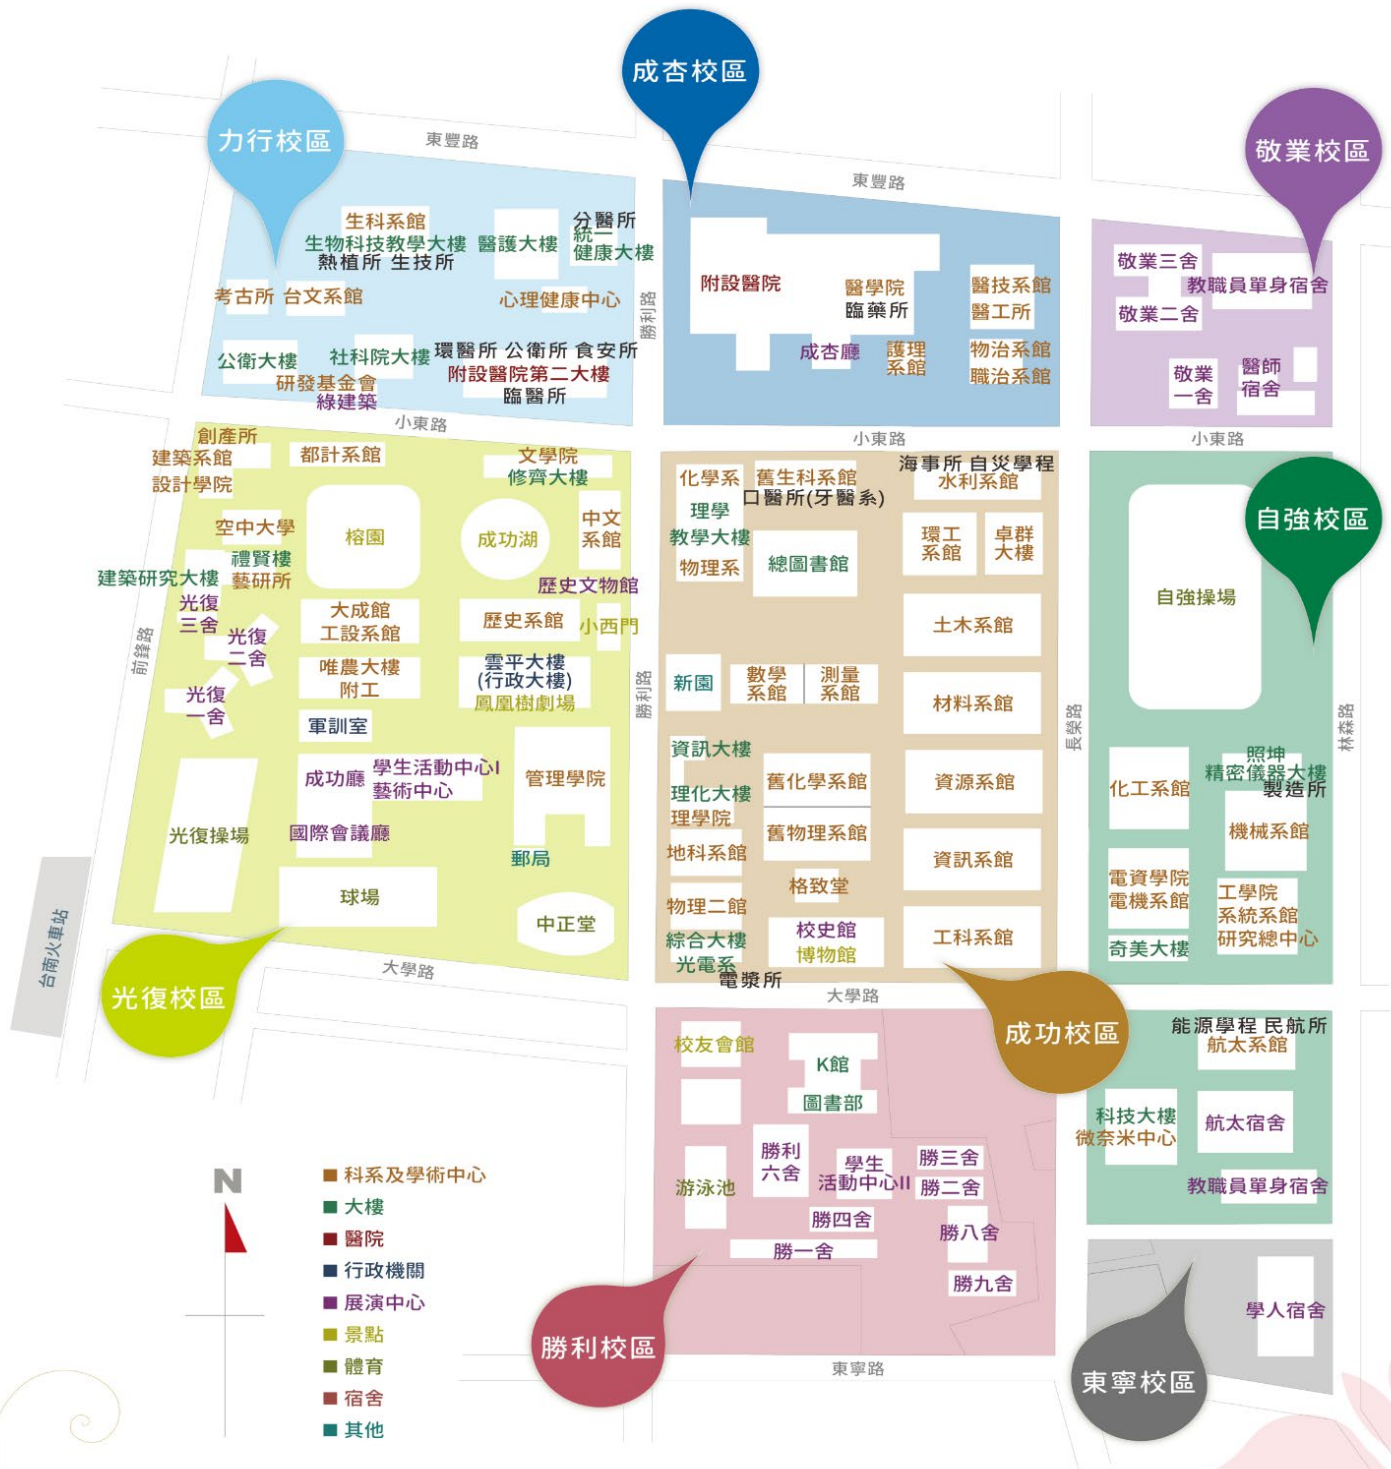 成杏校區
力行校區
敬業校區
東豐路
東豐路
生科系館
生物科技教學大樓
熱植所 生技所
醫護大樓
分醫所
統一
健康大樓
考古所
台文系館
心理健康中心
公衛大樓
社科院大樓
研發基金會
綠建築
環醫所 公衛所 食安所
附設醫院第二大樓
臨醫所
勝利路
附設醫院
醫學院
臨藥所
成杏廳
護理
系館
醫技系館
醫工所
物治系館
職治系館
敬業三舍
教職員單身宿舍
敬業二舍
敬業
一舍
醫師
宿舍
小東路
小東路
小東路
創產所
建築系館
設計學院
都計系館
文學院
修齊大樓
空中大學
榕園
成功湖
中文
系館
禮賢樓
建築研究大樓
藝研所
歷史文物館
光復
三舍
大成館
工設系館
歷史系館
小西門
光復
二舍
唯農大樓
附工
雲平大樓
(行政大樓)
鳳凰樹劇場
前鋒路
光復
一舍
軍訓室
成功廳
學生活動中心I
藝術中心
管理學院
國際會議廳
光復操場
郵局
球場
中正堂
台南火車站
大學路
光復校區
化學系
舊生科系館
口醫所(牙醫系)
海事所 自災學程
水利系館
理學
教學大樓
物理系
總圖書館
環工
系館
卓群
大樓
土木系館
勝利路
新園
數學
系館
測量
系館
材料系館
長榮路
資訊大樓
舊化學系館
資源系館
理化大樓
理學院
舊物理系館
地科系館
資訊系館
格致堂
物理二館
校史館
博物館
工科系館
綜合大樓
光電系
電漿所
大學路
成功校區
自強校區
自強操場
林森路
照坤
精密儀器大樓
製造所
化工系館
機械系館
電資學院
電機系館
工學院
系統系館
研究總中心
奇美大樓
能源學程 民航所
航太系館
科技大樓
微奈米中心
航太宿舍
教職員單身宿舍
校友會館
K館
圖書部
勝利
六舍
學生
活動中心II
勝三舍
勝二舍
游泳池
勝四舍
勝八舍
勝一舍
勝九舍
勝利校區
東寧路
學人宿舍
東寧校區
N
科系及學術中心
大樓
醫院
行政機關
展演中心
景點
體育
宿舍
其他